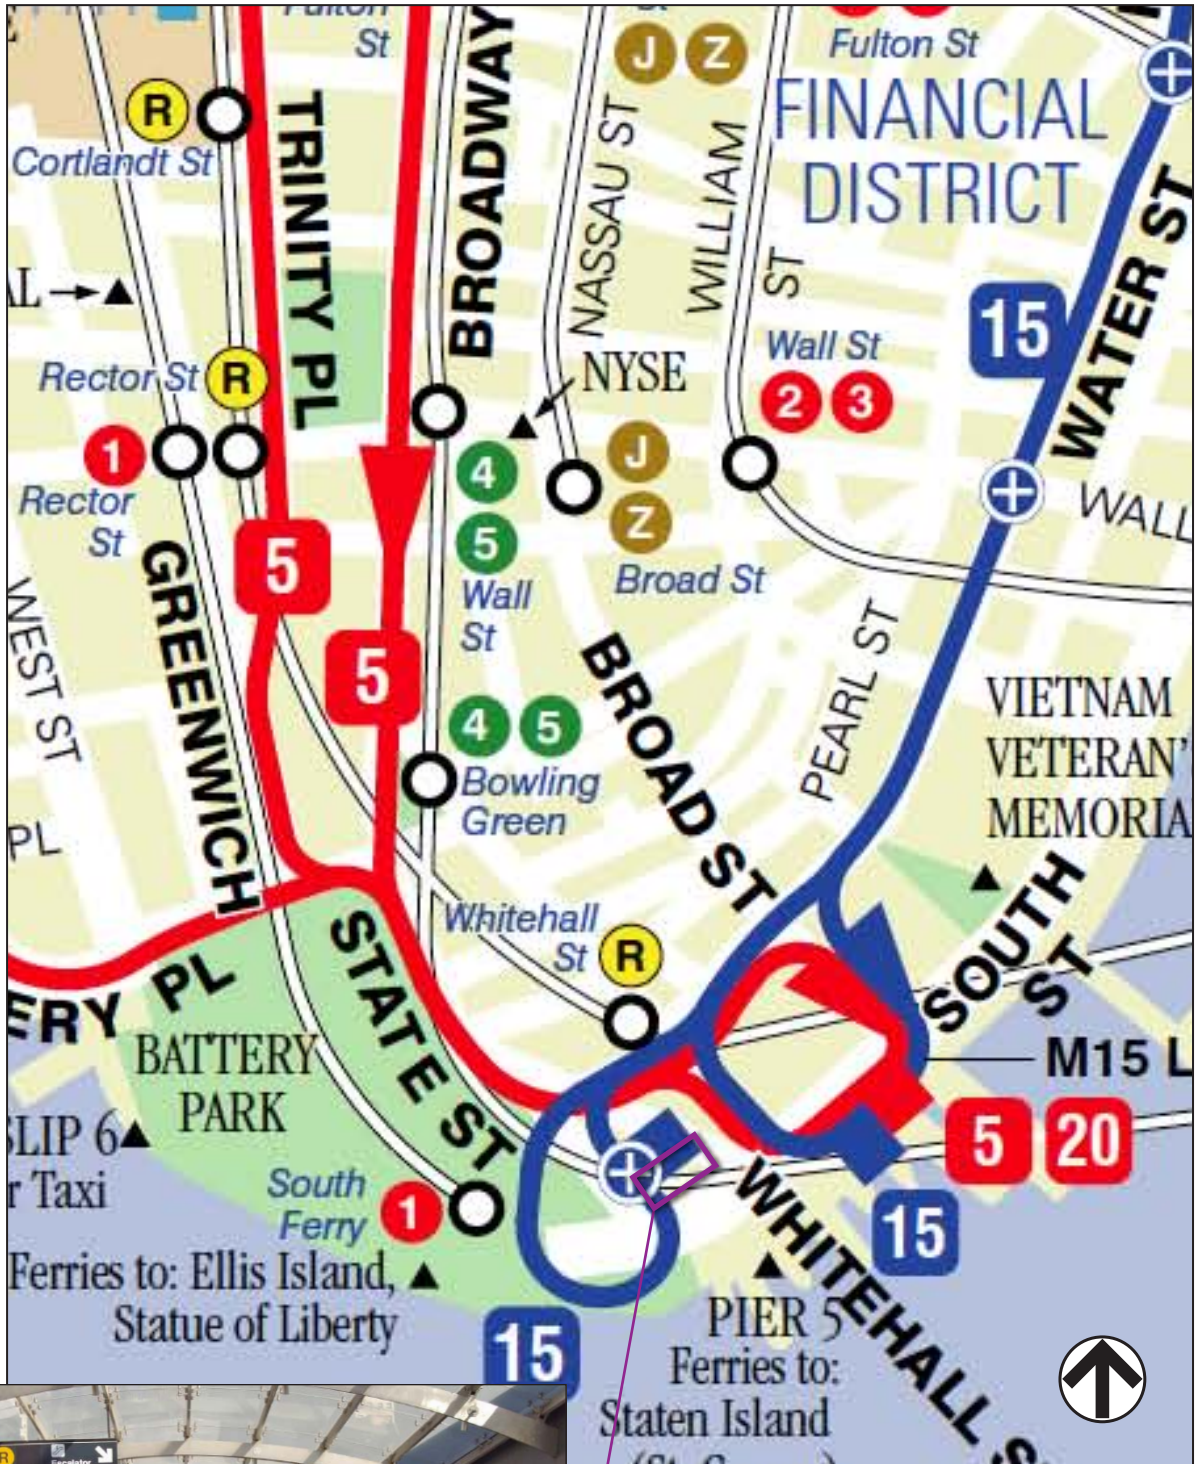 St
Fulton
St
J Z
Fulton St
FINANCIAL
DISTRICT
R
Cortlandt St
TRINITY PL
BROADWAY
NASSAU ST
WILLIAM
ST
WATER ST
15
AL
Rector St
R
NYSE
Wall St
2 3
1
Rector
St
4
5
Wall
St
J
Z
Broad St
WALL
5
5
GREENWICH
WEST ST
PEARL ST
BROAD ST
4 5
Bowling
Green
VIETNAM
VETERAN'
MEMORIA
PL
Whitehall
St
R
STATE ST
SOUTH
ST
ERY PL
BATTERY
PARK
M15 L
SLIP 6
r Taxi
5 20
South
Ferry
1
15
WHITEHALL S
Ferries to: Ellis Island,
Statue of Liberty
15
PIER 5
Ferries to:
Staten Island
R
Escalator